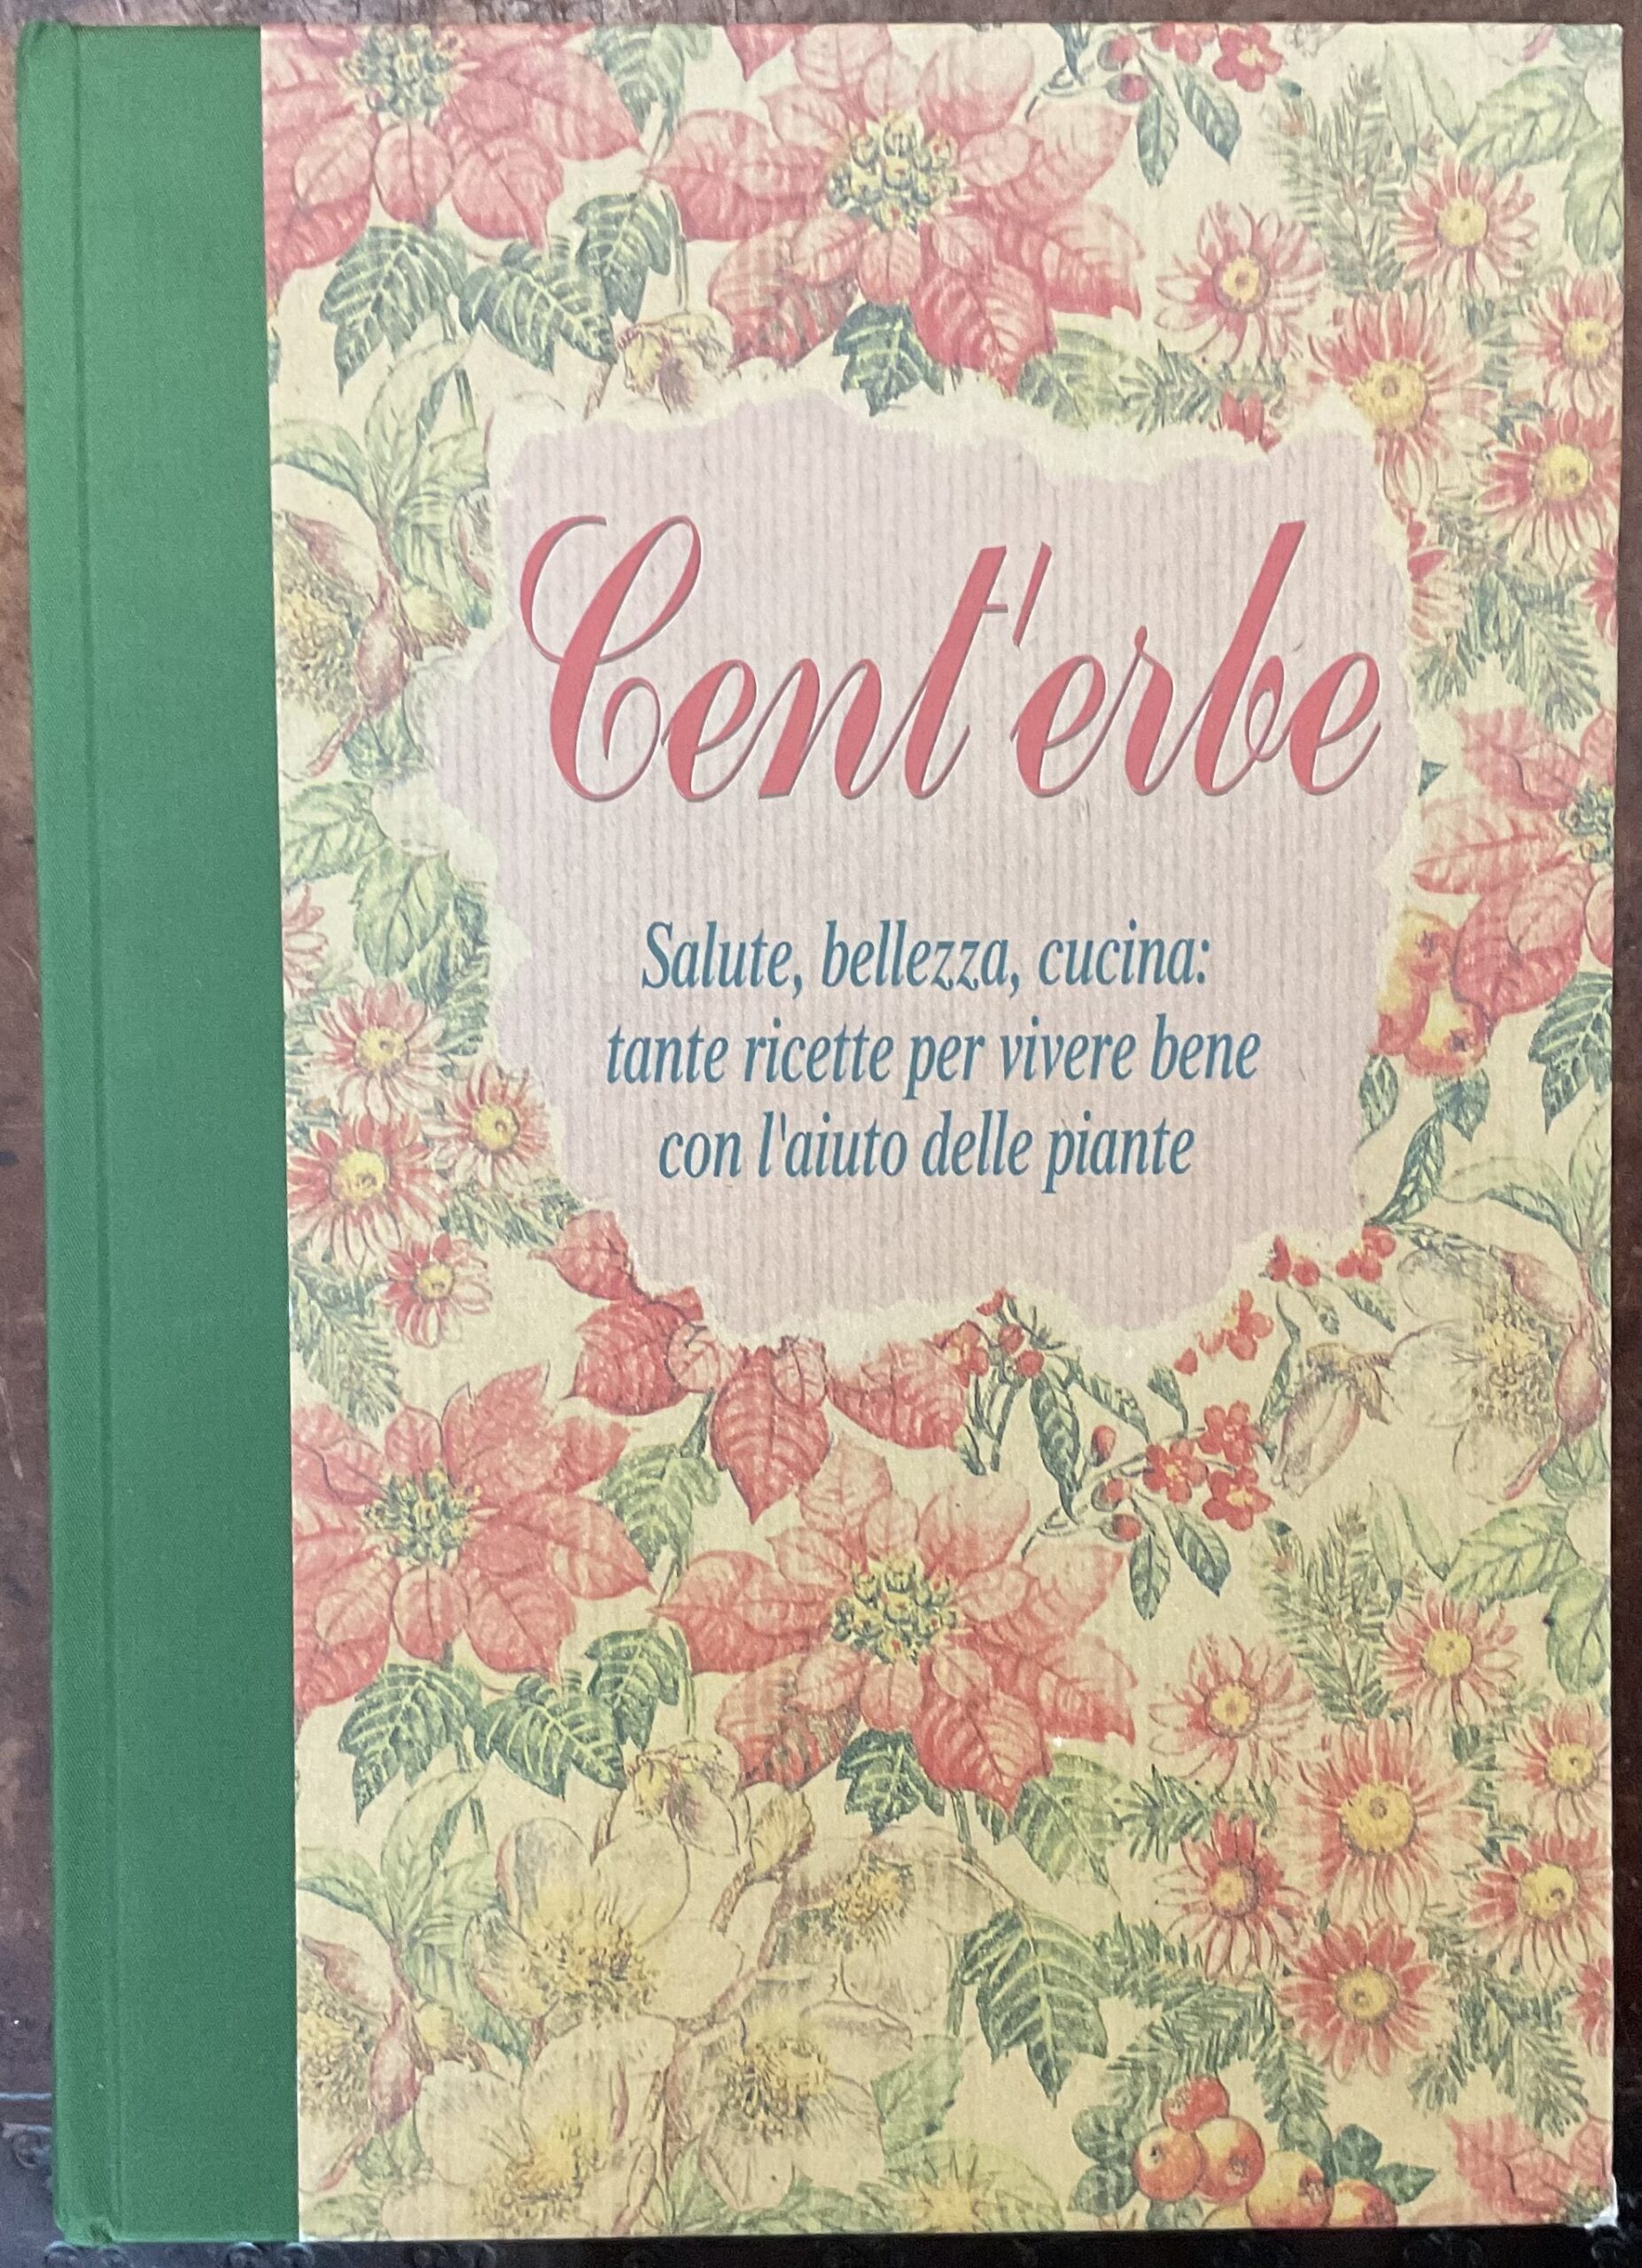 Cent'erbe
Salute, bellezza, cucina:
tante ricette per vivere bene
con l'aiuto delle piante